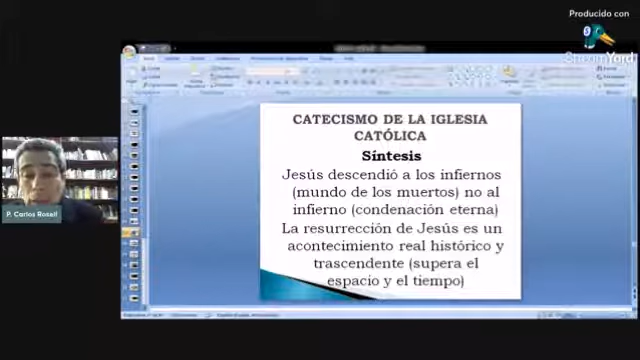 Producido con
StreamYard
CATECISMO DE LA IGLESIA
CATÓLICA
Síntesis
Jesús descendió a los infiernos
(mundo de los muertos) no al
infierno (condenación eterna)
La resurrección de Jesús es un
acontecimiento real histórico y
trascendente (supera el
espacio y el tiempo)
P. Carlos Rosell